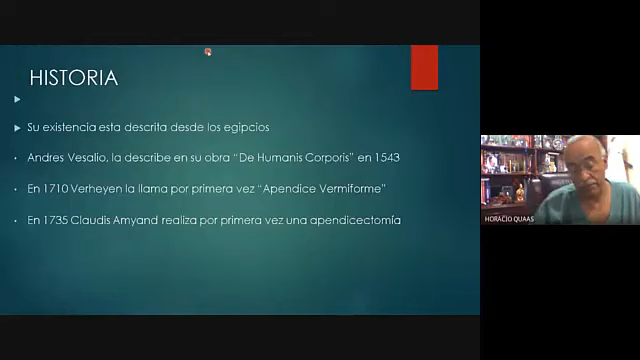 HISTORIA
Su existencia esta descrita desde los egipcios
Andres Vesalio, la describe en su obra “De Humanis Corporis” en 1543
En 1710 Verheyen la llama por primera vez “Apendice Vermiforme”
En 1735 Claudis Amyand realiza por primera vez una apendicectomía
HORACIO QUAAS